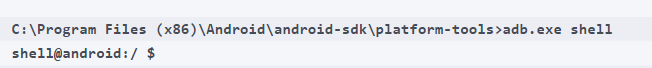 C:\Program Files (x86)\Android\android-sdk\platform-tools>adb.exe shell
shell@android:/ $